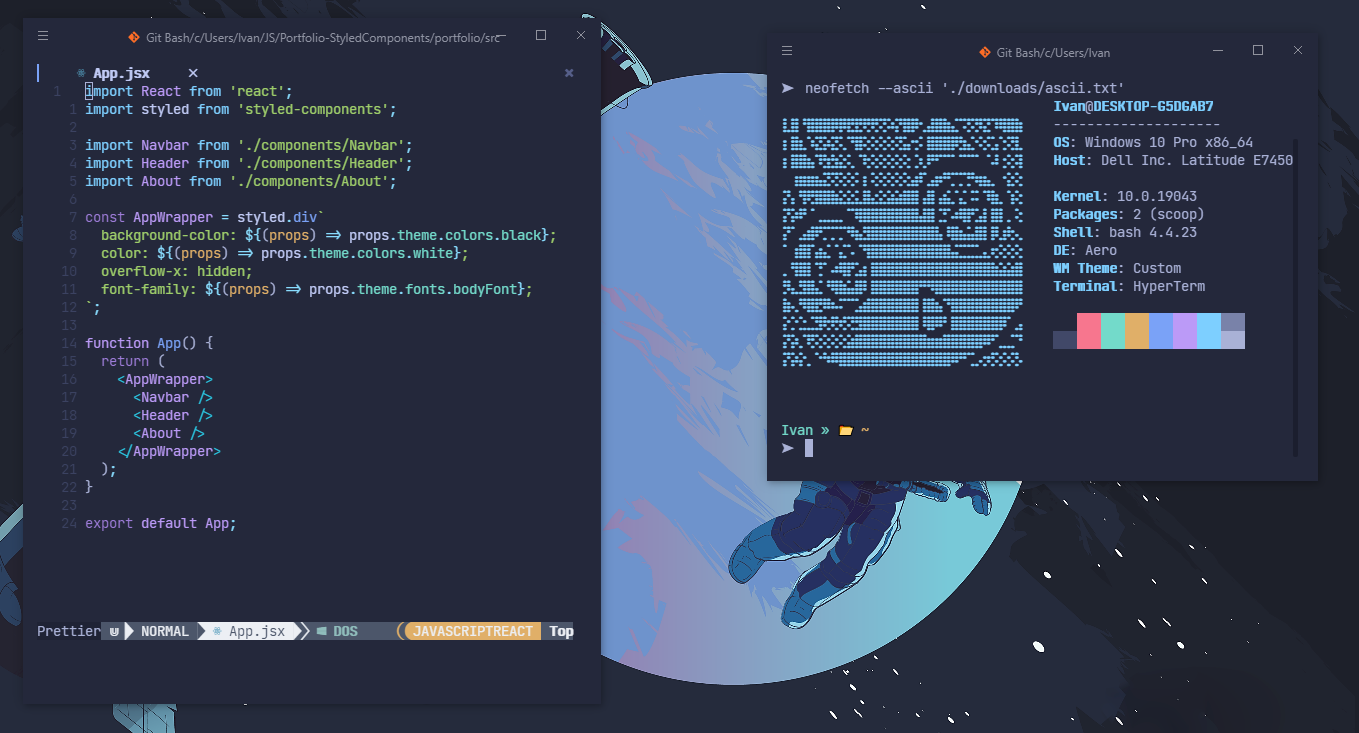 Git Bash/c/Users/Ivan/JS/Portfolio-StyledComponents/portfolio/src
App.jsx
1 import React from 'react';
1 import styled from 'styled-components';
2
3 import Navbar from './components/Navbar';
4 import Header from './components/Header';
5 import About from './components/About';
6
7 const AppWrapper = styled.div`
8   background-color: ${(props) => props.theme.colors.black};
9   color: ${(props) => props.theme.colors.white};
10   overflow-x: hidden;
11   font-family: ${(props) => props.theme.fonts.bodyFont};
12 `;
13
14 function App() {
15   return (
16     <AppWrapper>
17       <Navbar />
18       <Header />
19       <About />
20     </AppWrapper>
21   );
22 }
23
24 export default App;
Prettier NORMAL App.jsx DOS JAVASCRIPTREACT Top
Git Bash/c/Users/Ivan
➤ neofetch --ascii './downloads/ascii.txt'
Ivan@DESKTOP-G5DGAB7
---------------------
OS: Windows 10 Pro x86_64
Host: Dell Inc. Latitude E7450
Kernel: 10.0.19043
Packages: 2 (scoop)
Shell: bash 4.4.23
DE: Aero
WM Theme: Custom
Terminal: HyperTerm
Ivan » ~
➤